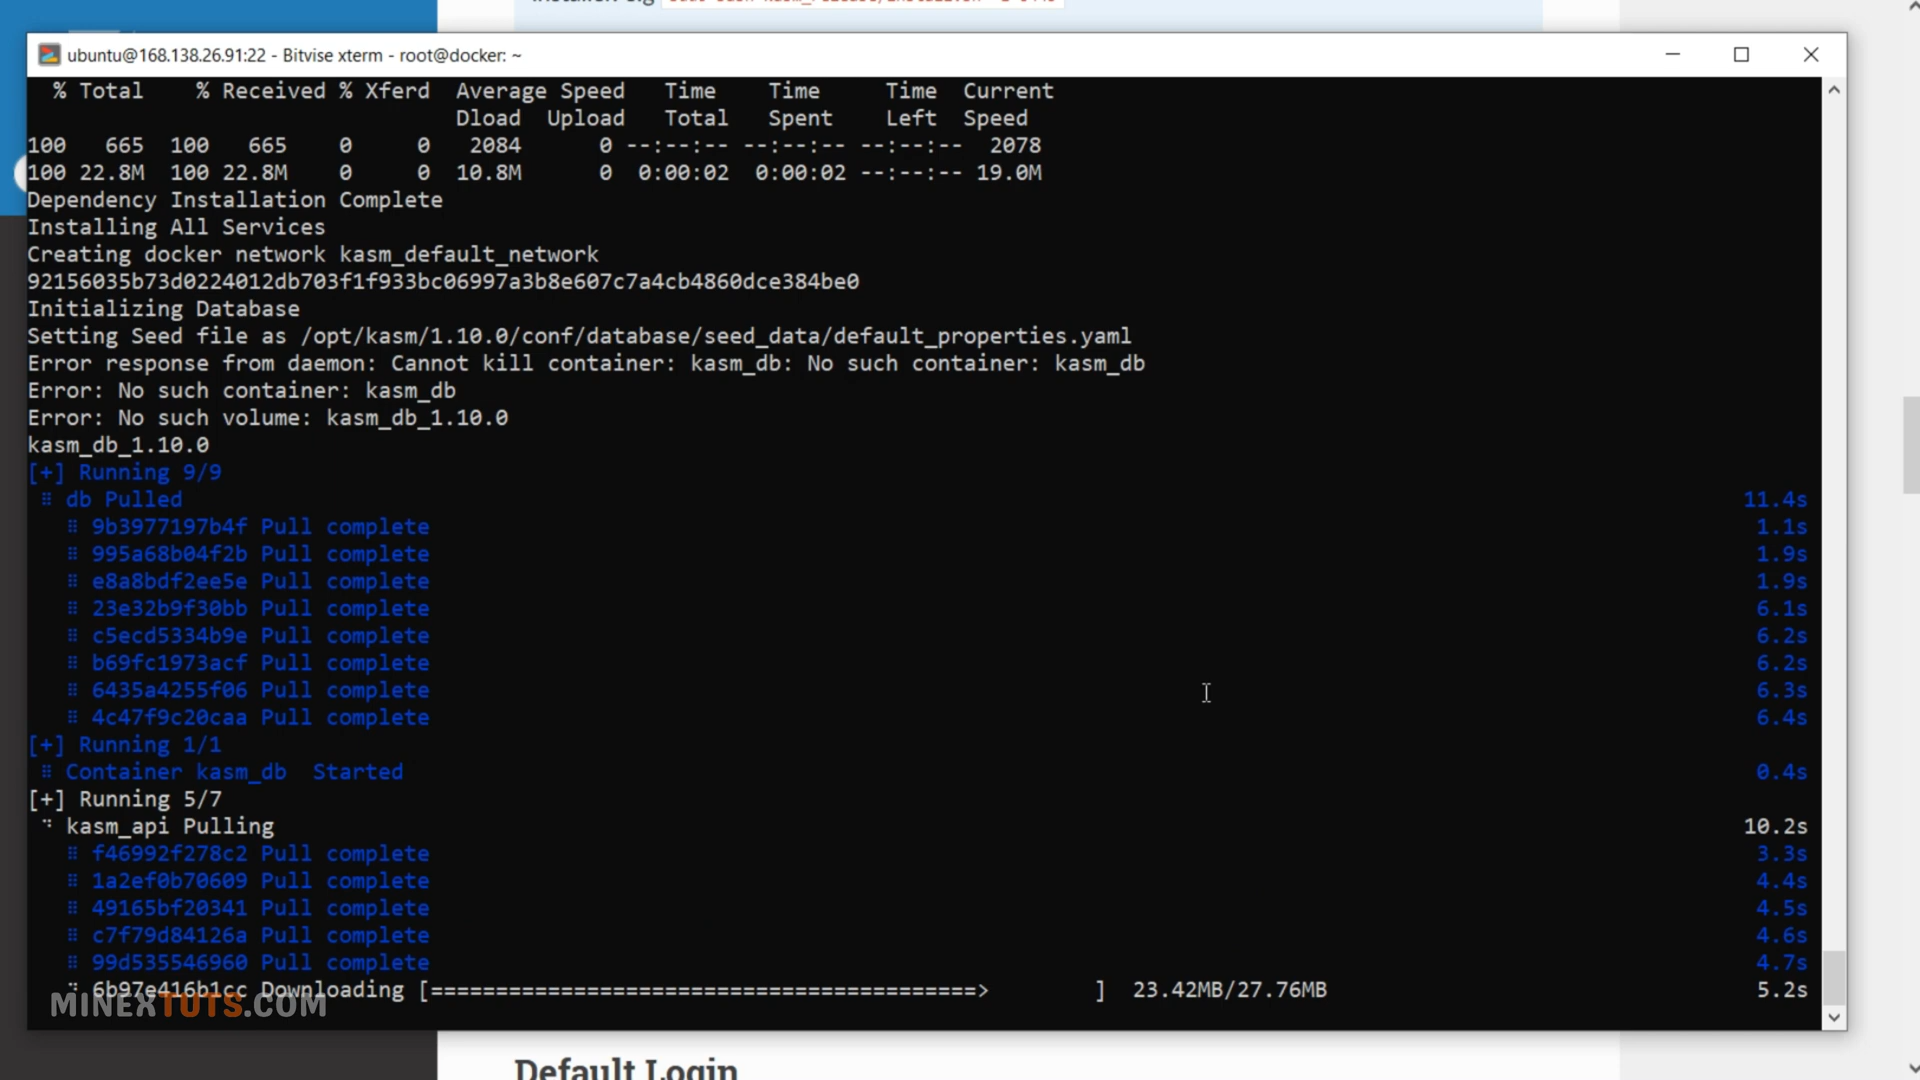 ubuntu@168.138.26.91:22 - Bitvise xterm - root@docker: ~
% Total % Received % Xferd Average Speed Time Time Time Current
Dload Upload Total Spent Left Speed
100 665 100 665 0 0 2084 0 --:--:-- --:--:-- --:--:-- 2078
100 22.8M 100 22.8M 0 0 10.8M 0 0:00:02 0:00:02 --:--:-- 19.0M
Dependency Installation Complete
Installing All Services
Creating docker network kasm_default_network
92156035b73d0224012db703f1f933bc06997a3b8e607c7a4cb4860dce384be0
Initializing Database
Setting Seed file as /opt/kasm/1.10.0/conf/database/seed_data/default_properties.yaml
Error response from daemon: Cannot kill container: kasm_db: No such container: kasm_db
Error: No such container: kasm_db
Error: No such volume: kasm_db_1.10.0
kasm_db_1.10.0
[+] Running 9/9
⠿ db Pulled 11.4s
⠿ 9b3977197b4f Pull complete 1.1s
⠿ 995a68b04f2b Pull complete 1.9s
⠿ e8a8bdf2ee5e Pull complete 1.9s
⠿ 23e32b9f30bb Pull complete 6.1s
⠿ c5ecd5334b9e Pull complete 6.2s
⠿ b69fc1973acf Pull complete 6.2s
⠿ 6435a4255f06 Pull complete 6.3s
⠿ 4c47f9c20caa Pull complete 6.4s
[+] Running 1/1
⠿ Container kasm_db Started 0.4s
[+] Running 5/7
⠙ kasm_api Pulling 10.2s
⠿ f46992f278c2 Pull complete 3.3s
⠿ 1a2ef0b70609 Pull complete 4.4s
⠿ 49165bf20341 Pull complete 4.5s
⠿ c7f79d84126a Pull complete 4.6s
⠿ 99d535546960 Pull complete 4.7s
⠙ 6b97e416b1cc Downloading [==========================================> ] 23.42MB/27.76MB 5.2s
MINEXTUTS.COM
Default Login